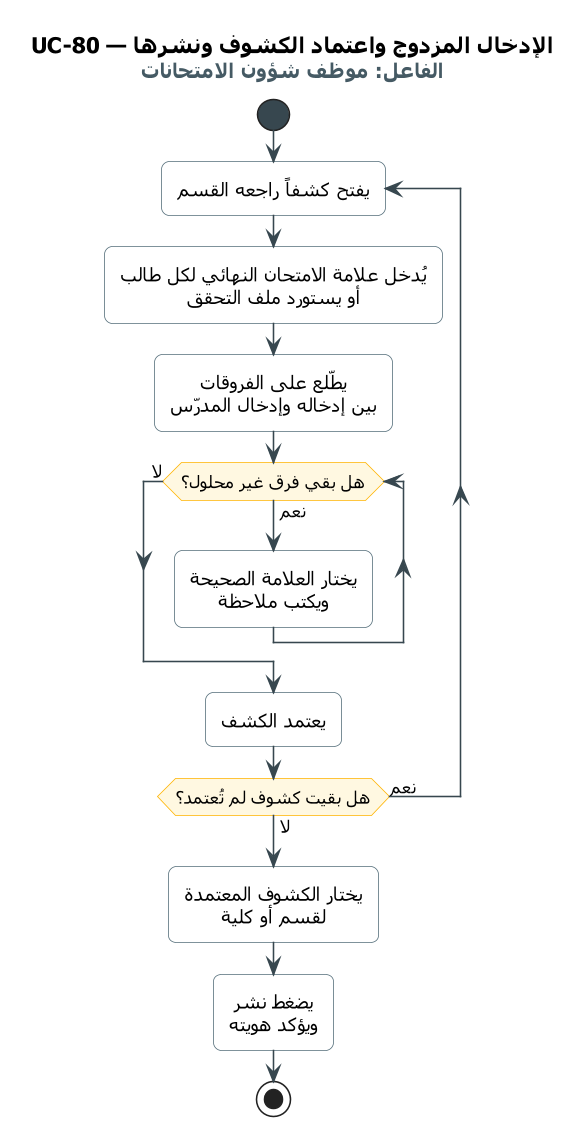 الإدخال المزدوج واعتماد الكشوف ونشرها — UC-80
الفاعل: موظف شؤون الامتحانات
يفتح كشفاً راجعه القسم
يُدخل علامة الامتحان النهائي لكل طالب
أو يستورد ملف التحقق
يطّلع على الفروقات
بين إدخاله وإدخال المدرّس
هل بقي فرق غير محلول؟
لا
نعم
يختار العلامة الصحيحة
ويكتب ملاحظة
يعتمد الكشف
هل بقيت كشوف لم تُعتمد؟
نعم
لا
يختار الكشوف المعتمدة
لقسم أو كلية
يضغط نشر
ويؤكد هويته